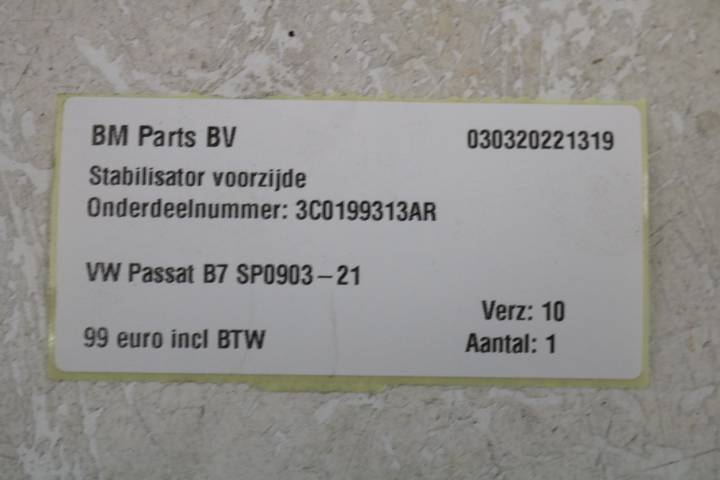 BM Parts BV 030320221319
Stabilisator voorzijde
Onderdeelnummer: 3C0199313AR
VW Passat B7 SP0903-21
Verz: 10
99 euro incl BTW Aantal: 1